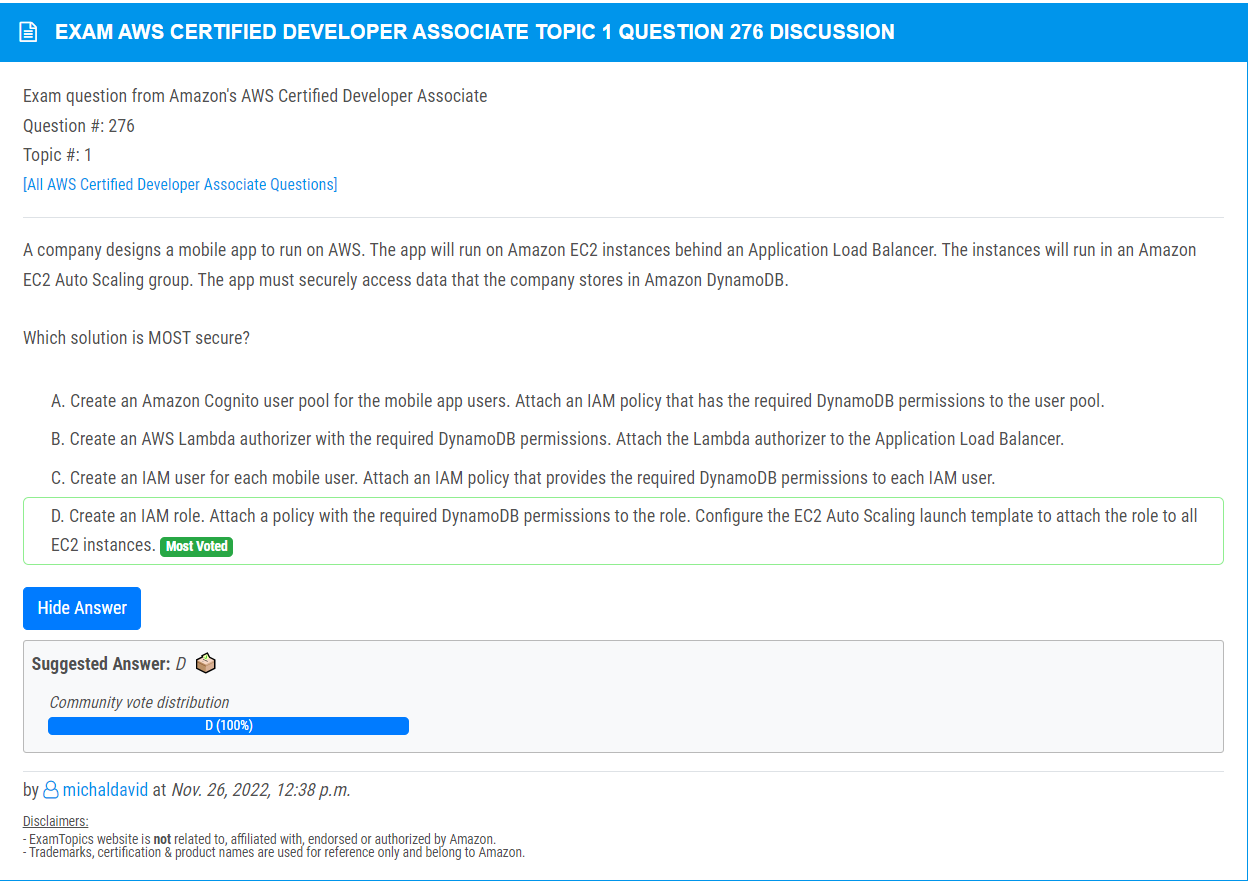 EXAM AWS CERTIFIED DEVELOPER ASSOCIATE TOPIC 1 QUESTION 276 DISCUSSION
Exam question from Amazon's AWS Certified Developer Associate
Question #: 276
Topic #: 1
[All AWS Certified Developer Associate Questions]
A company designs a mobile app to run on AWS. The app will run on Amazon EC2 instances behind an Application Load Balancer. The instances will run in an Amazon
EC2 Auto Scaling group. The app must securely access data that the company stores in Amazon DynamoDB.
Which solution is MOST secure?
A. Create an Amazon Cognito user pool for the mobile app users. Attach an IAM policy that has the required DynamoDB permissions to the user pool.
B. Create an AWS Lambda authorizer with the required DynamoDB permissions. Attach the Lambda authorizer to the Application Load Balancer.
C. Create an IAM user for each mobile user. Attach an IAM policy that provides the required DynamoDB permissions to each IAM user.
D. Create an IAM role. Attach a policy with the required DynamoDB permissions to the role. Configure the EC2 Auto Scaling launch template to attach the role to all
EC2 instances. Most Voted
Hide Answer
Suggested Answer: D
Community vote distribution
D (100%)
by michaldavid at Nov. 26, 2022, 12:38 p.m.
Disclaimers:
- ExamTopics website is not related to, affiliated with, endorsed or authorized by Amazon.
- Trademarks, certification & product names are used for reference only and belong to Amazon.